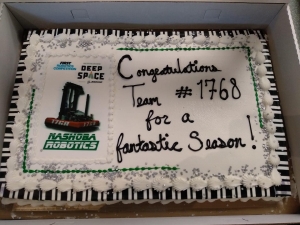 DEEP
SPACE
NASHOBA
ROBOTICS
Congratulations
Team #1768
for a
fantastic Season!